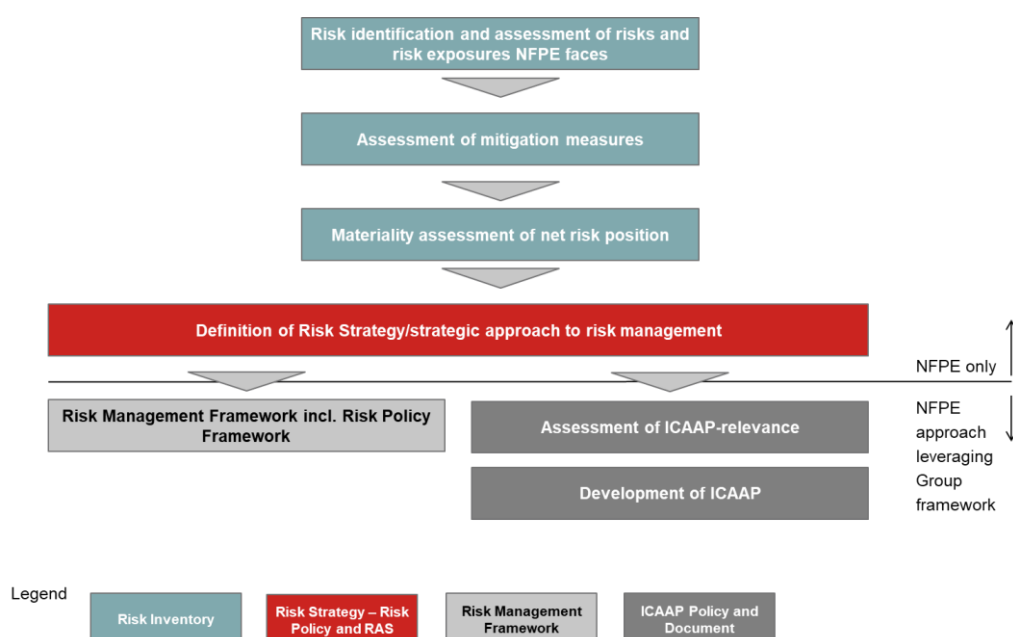 Risk identification and assessment of risks and
risk exposures NFPE faces
Assessment of mitigation measures
Materiality assessment of net risk position
Definition of Risk Strategy/strategic approach to risk management
NFPE only
Risk Management Framework incl. Risk Policy
Framework
Assessment of ICAAP-relevance
Development of ICAAP
NFPE
approach
leveraging
Group
framework
Legend
Risk Inventory
Risk Strategy – Risk
Policy and RAS
Risk Management
Framework
ICAAP Policy and
Document